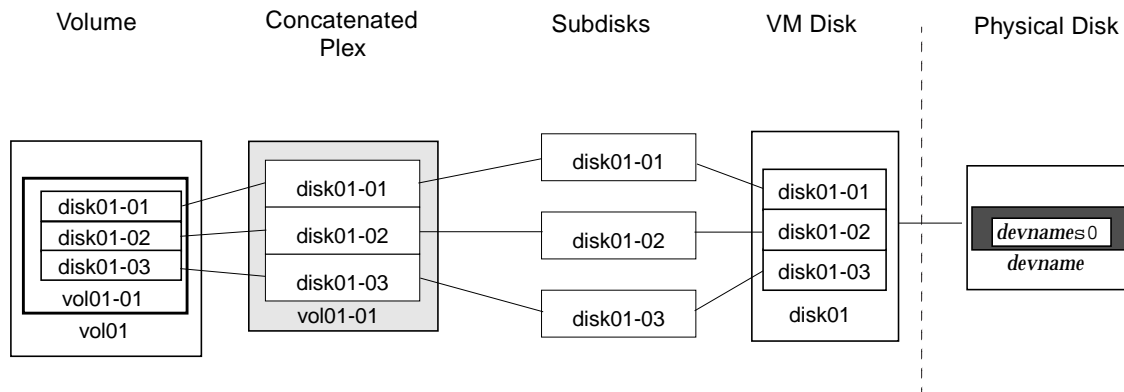 Volume
Concatenated
Plex
Subdisks
VM Disk
Physical Disk
disk01-01
disk01-02
disk01-03
vol01-01
vol01
disk01-01
disk01-02
disk01-03
vol01-01
disk01-01
disk01-02
disk01-03
disk01-01
disk01-02
disk01-03
disk01
devnames0
devname